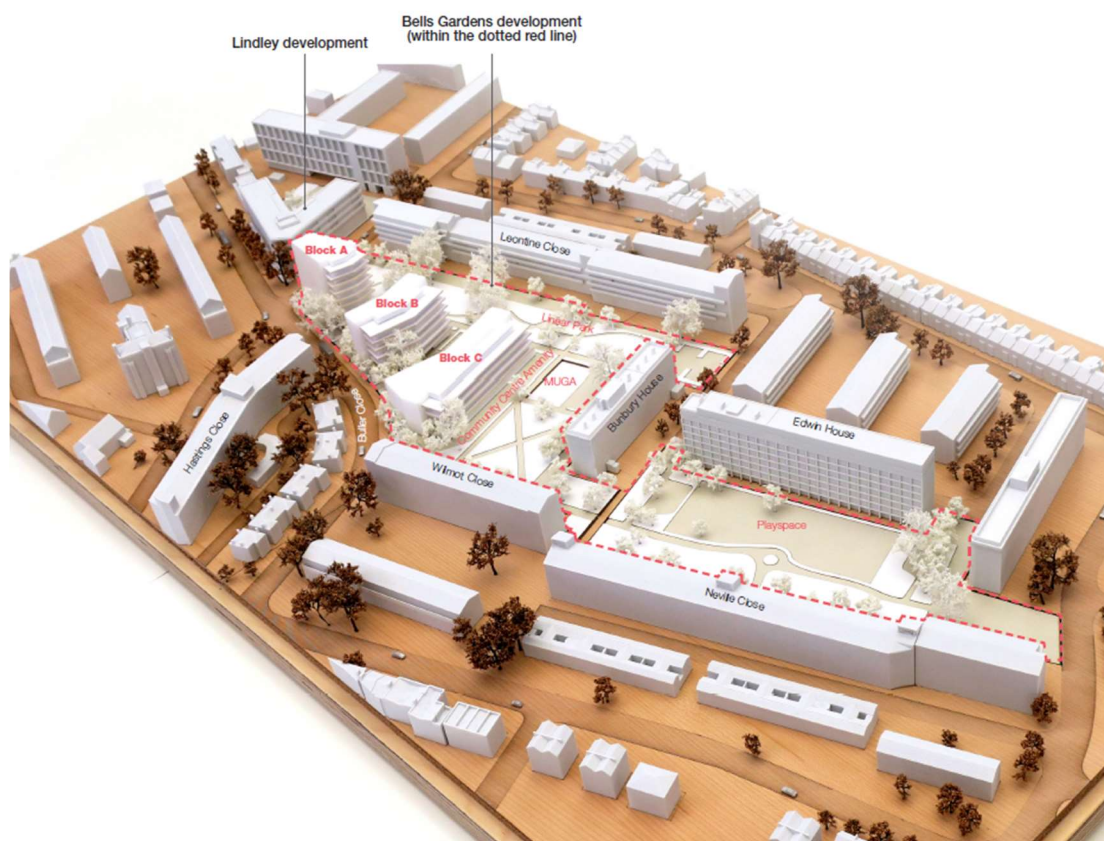 Bells Gardens development
(within the dotted red line)
Lindley development
Block A
Leontine Close
Block B
Linear Park
Block C
Community Centre Amenity
MUGA
Bunbury House
Butler Close
Hastings Close
Edwin House
Wilmot Close
Playspace
Neville Close